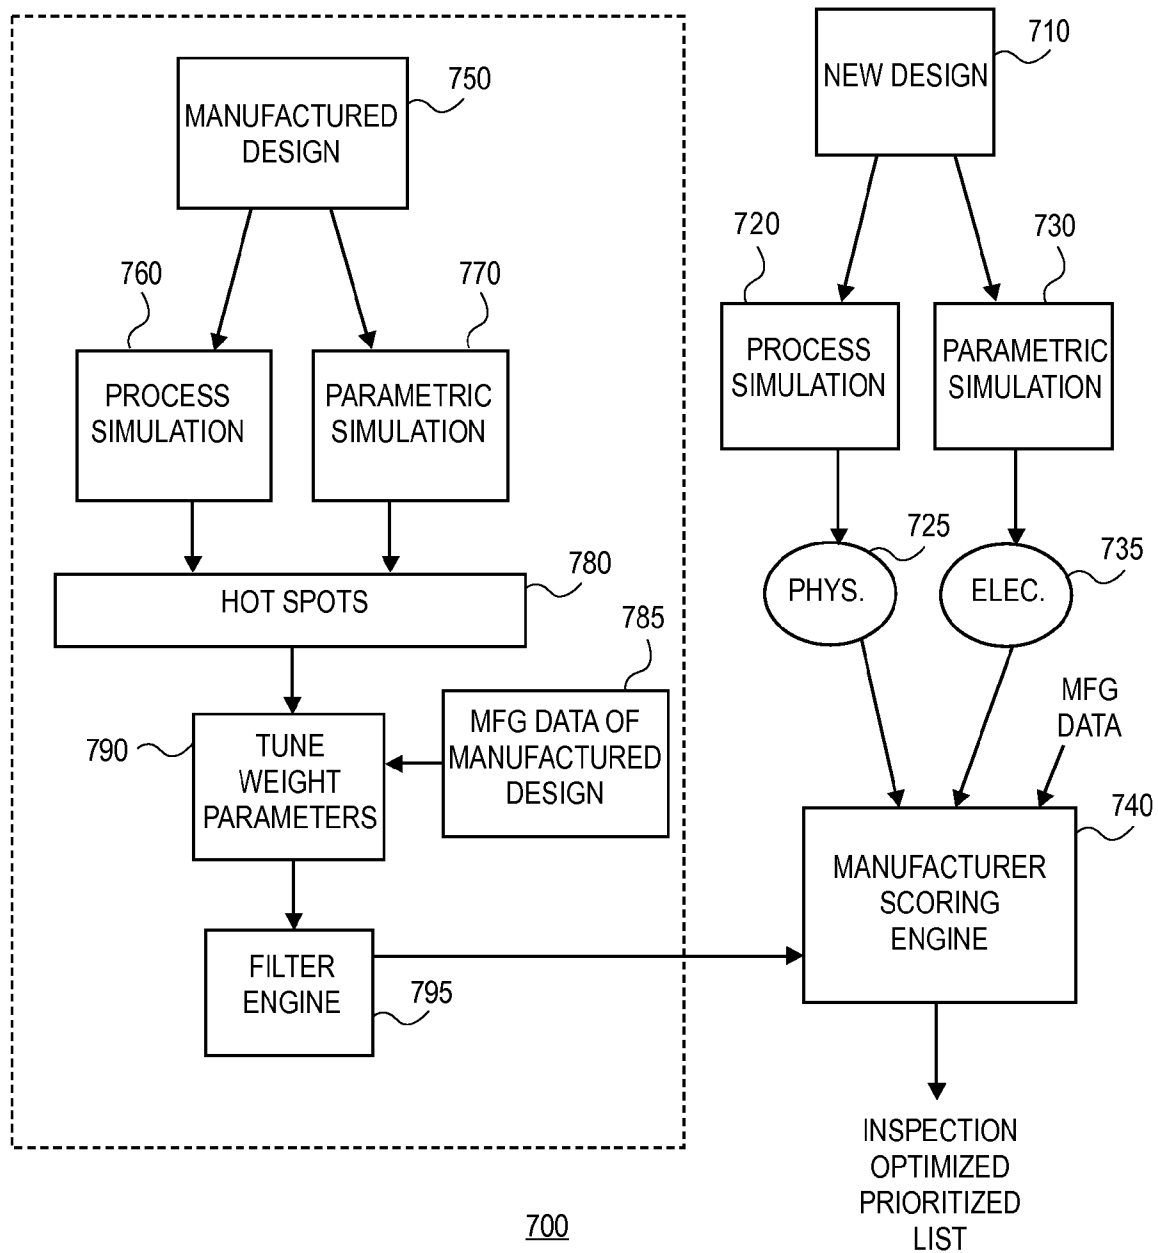 710
NEW DESIGN
750
MANUFACTURED
DESIGN
720
730
760
770
PROCESS
SIMULATION
PARAMETRIC
SIMULATION
PROCESS
SIMULATION
PARAMETRIC
SIMULATION
725
735
PHYS.
ELEC.
780
HOT SPOTS
785
MFG
DATA
790
TUNE
WEIGHT
PARAMETERS
MFG DATA OF
MANUFACTURED
DESIGN
740
MANUFACTURER
SCORING
ENGINE
FILTER
ENGINE
795
INSPECTION
OPTIMIZED
PRIORITIZED
LIST
700